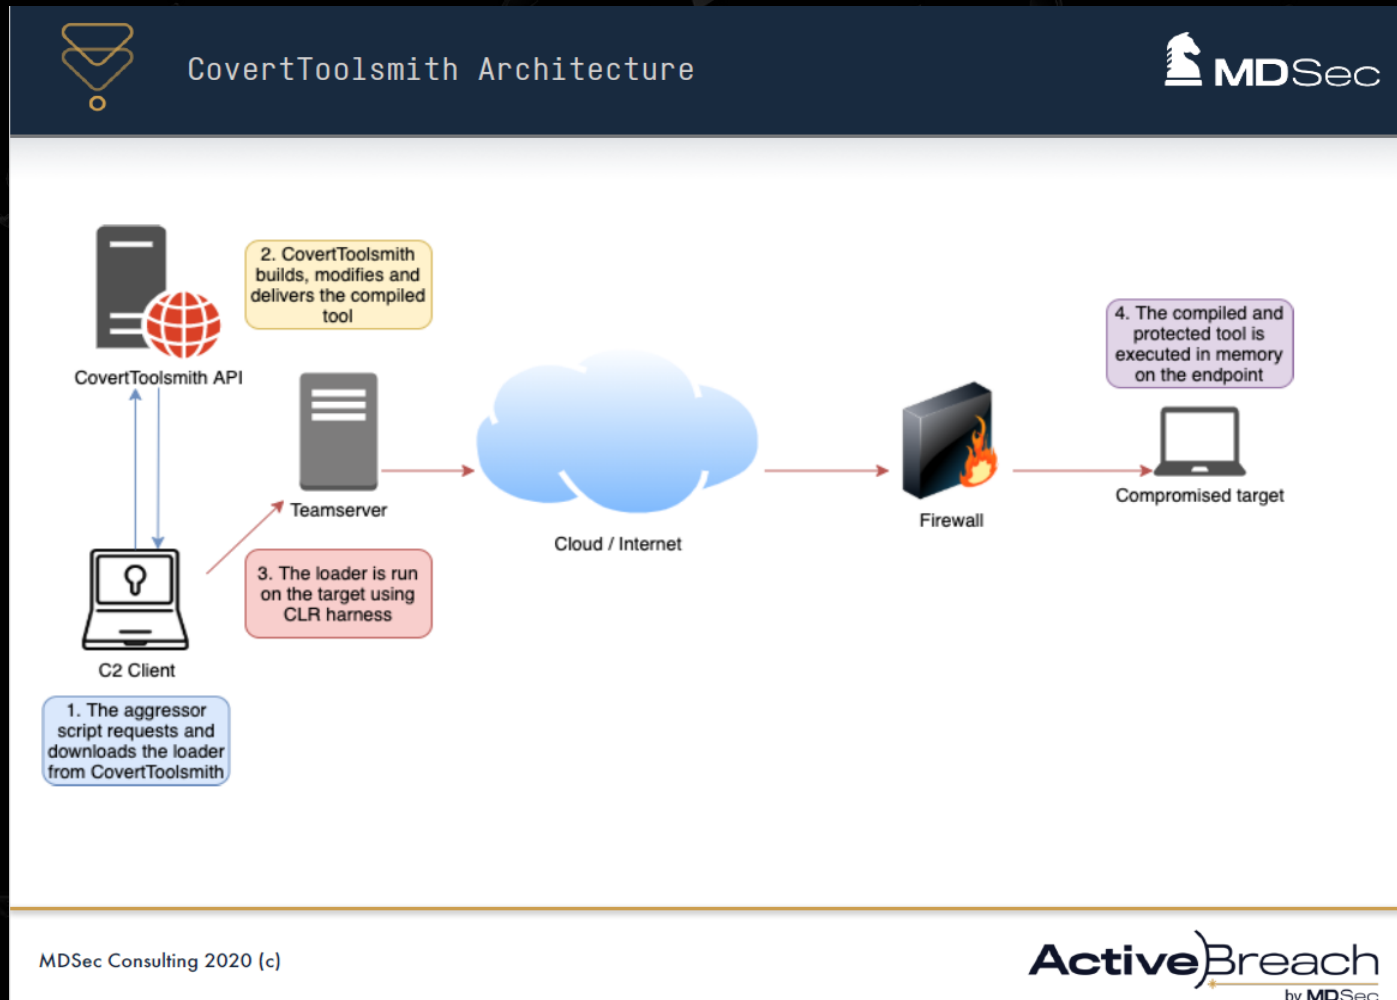 CovertToolsmith Architecture
MDSec
2. CovertToolsmith
builds, modifies and
delivers the compiled
tool
4. The compiled and
protected tool is
executed in memory
on the endpoint
CovertToolsmith API
Teamserver
Cloud / Internet
Firewall
Compromised target
3. The loader is run
on the target using
CLR harness
C2 Client
1. The aggressor
script requests and
downloads the loader
from CovertToolsmith
MDSec Consulting 2020 (c)
ActiveBreach
by MDSec